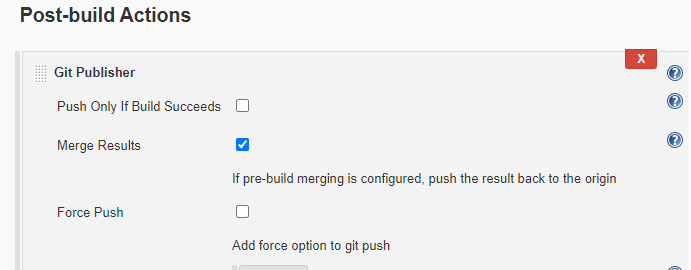 Post-build Actions
X
Git Publisher
?
Push Only If Build Succeeds
?
Merge Results
?
If pre-build merging is configured, push the result back to the origin
Force Push
Add force option to git push